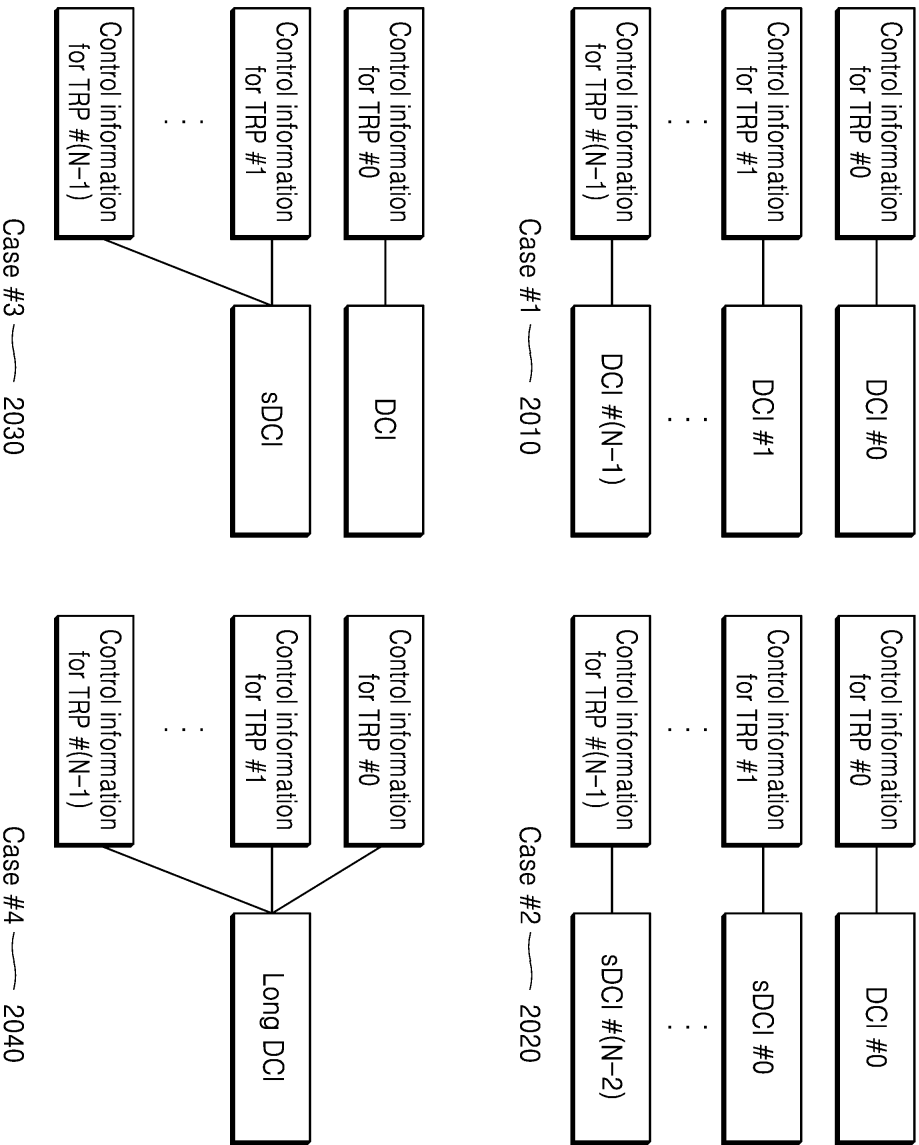 Control information
for TRP #0
DCI #0
Control information
for TRP #1
DCI #1
. . .
. . .
Control information
for TRP #(N-1)
DCI #(N-1)
Case #1
2010
Control information
for TRP #0
DCI #0
Control information
for TRP #1
sDCI #0
. . .
. . .
Control information
for TRP #(N-1)
sDCI #(N-2)
Case #2
2020
Control information
for TRP #0
DCI
Control information
for TRP #1
sDCI
. . .
Control information
for TRP #(N-1)
Case #3
2030
Control information
for TRP #0
Control information
for TRP #1
Long DCI
. . .
Control information
for TRP #(N-1)
Case #4
2040